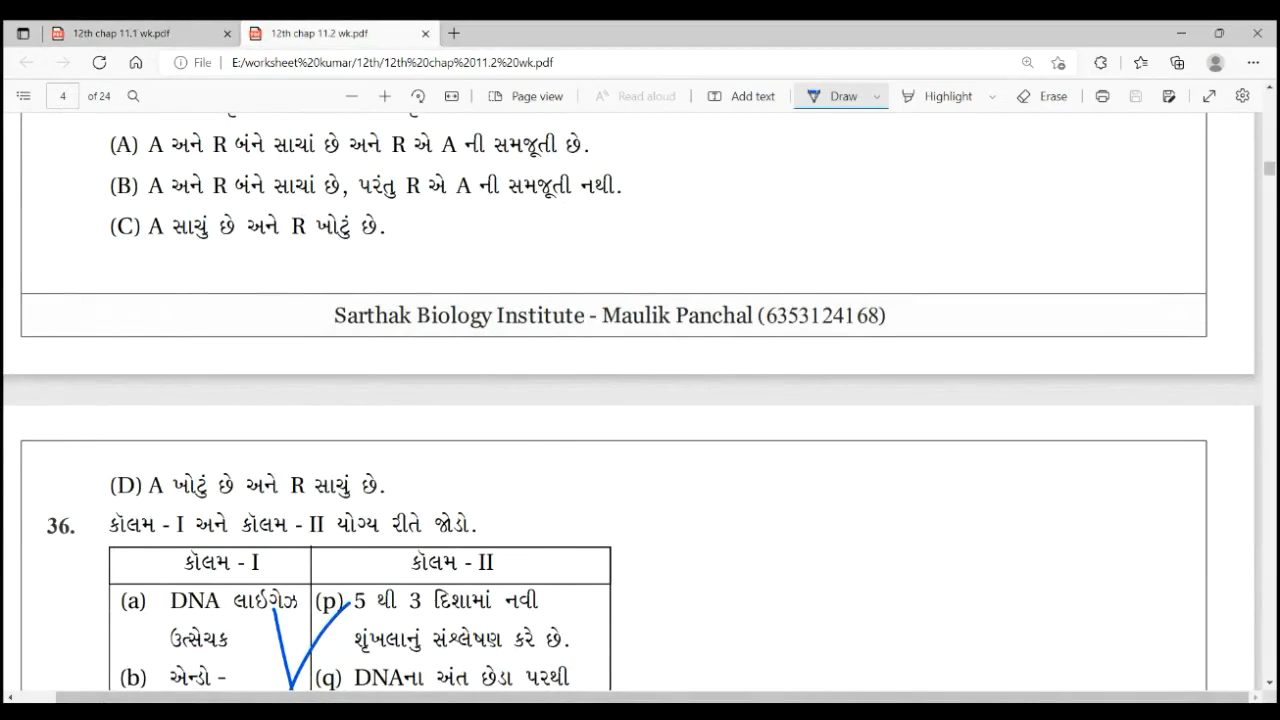 12th chap 11.1 wk.pdf
12th chap 11.2 wk.pdf
File E:/worksheet%20kumar/12th/12th%20chap%2011.2%20wk.pdf
4 of 24 Page view Read aloud Add text Draw Highlight Erase
(A) A અને R બંને સાચાં છે અને R એ A ની સમજૂતી છે.
(B) A અને R બંને સાચાં છે, પરંતુ R એ A ની સમજૂતી નથી.
(C) A સાચું છે અને R ખોટું છે.
Sarthak Biology Institute - Maulik Panchal (6353124168)
(D) A ખોટું છે અને R સાચું છે.
36. કૉલમ - I અને કૉલમ - II યોગ્ય રીતે જોડો.
કૉલમ - I કૉલમ - II
(a) DNA લાઇગેઝ (p) 5 થી 3 દિશામાં નવી
ઉત્સેચક શૃંખલાનું સંશ્લેષણ કરે છે.
(b) એન્ડો - (q) DNAના અંત છેડા પરથી